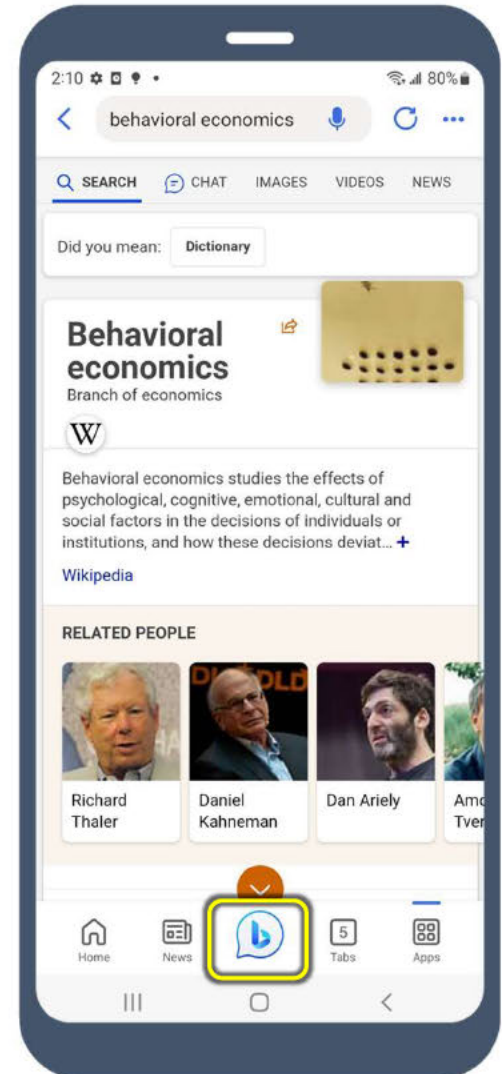 2:10 80%
behavioral economics
SEARCH CHAT IMAGES VIDEOS NEWS
Did you mean: Dictionary
Behavioral
economics
Branch of economics
W
Behavioral economics studies the effects of
psychological, cognitive, emotional, cultural and
social factors in the decisions of individuals or
institutions, and how these decisions deviat... +
Wikipedia
RELATED PEOPLE
DLD
Richard
Thaler
Daniel
Kahneman
Dan Ariely
Amo
Tver
Home News 5 Tabs Apps